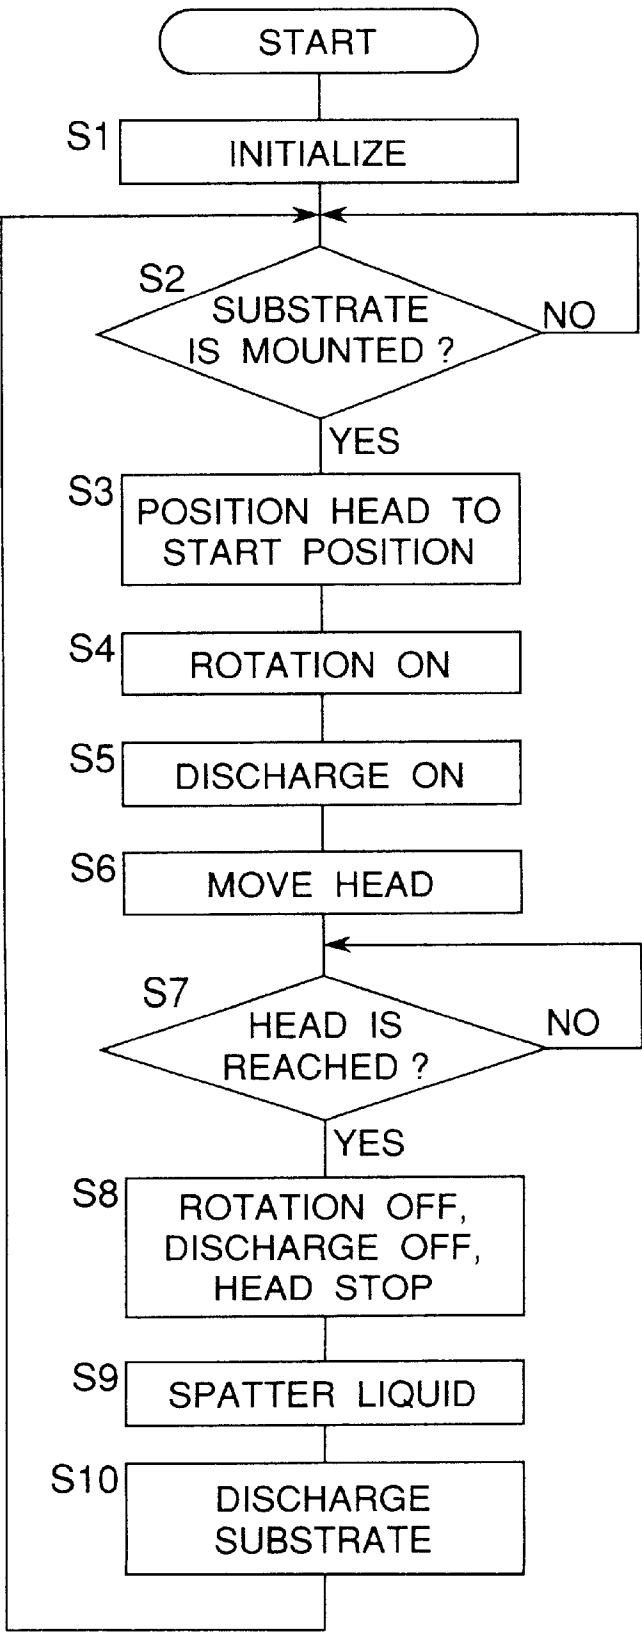 START
S1
INITIALIZE
S2
SUBSTRATE
IS MOUNTED ?
NO
YES
S3
POSITION HEAD TO
START POSITION
S4
ROTATION ON
S5
DISCHARGE ON
S6
MOVE HEAD
S7
HEAD IS
REACHED ?
NO
YES
S8
ROTATION OFF,
DISCHARGE OFF,
HEAD STOP
S9
SPATTER LIQUID
S10
DISCHARGE
SUBSTRATE